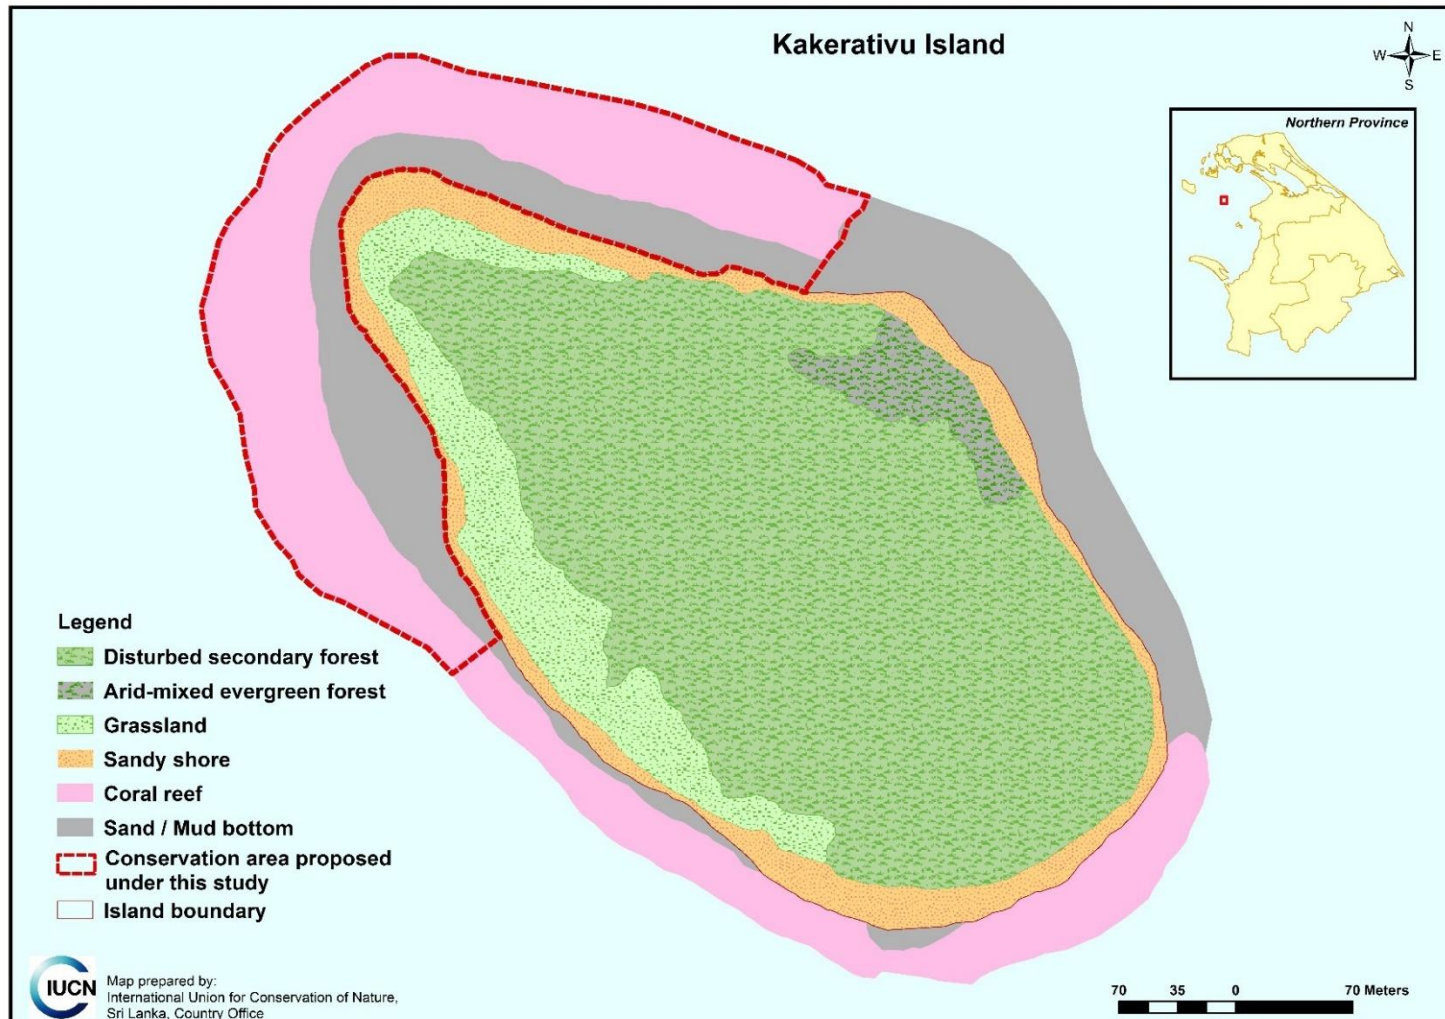 Kakerativu Island
N
W E
S
Northern Province
Legend
Disturbed secondary forest
Arid-mixed evergreen forest
Grassland
Sandy shore
Coral reef
Sand / Mud bottom
Conservation area proposed
under this study
Island boundary
IUCN
Map prepared by:
International Union for Conservation of Nature,
Sri Lanka, Country Office
70 35 0 70 Meters